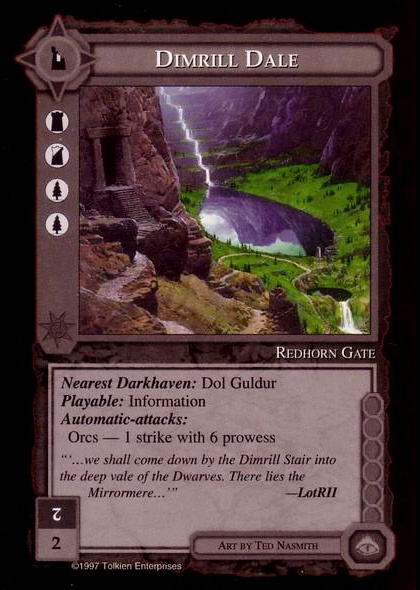 DIMRILL DALE
REDHORN GATE
Nearest Darkhaven: Dol Guldur
Playable: Information
Automatic-attacks:
Orcs — 1 strike with 6 prowess
“‘...we shall come down by the Dimrill Stair into
the deep vale of the Dwarves. There lies the
Mirrormere...’” —LotRII
2
2
ART BY TED NASMITH
©1997 Tolkien Enterprises